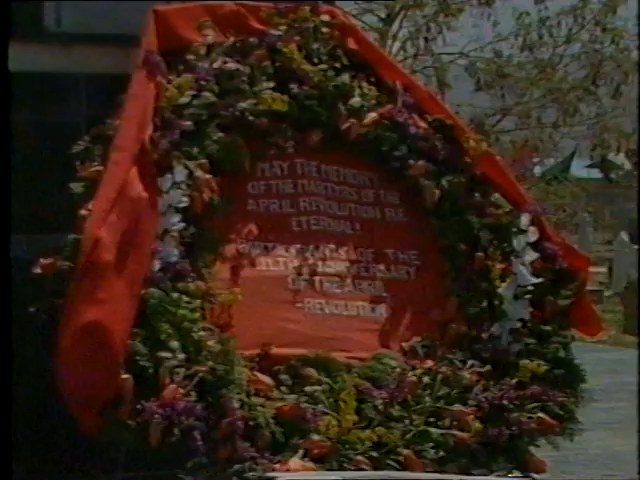 MAY THE MEMORY
OF THE MARTYRS OF THE
APRIL REVOLUTION BE
ETERNAL!
PARTICIPANTS OF THE
ANNIVERSARY
OF THE APRIL
-REVOLUTION